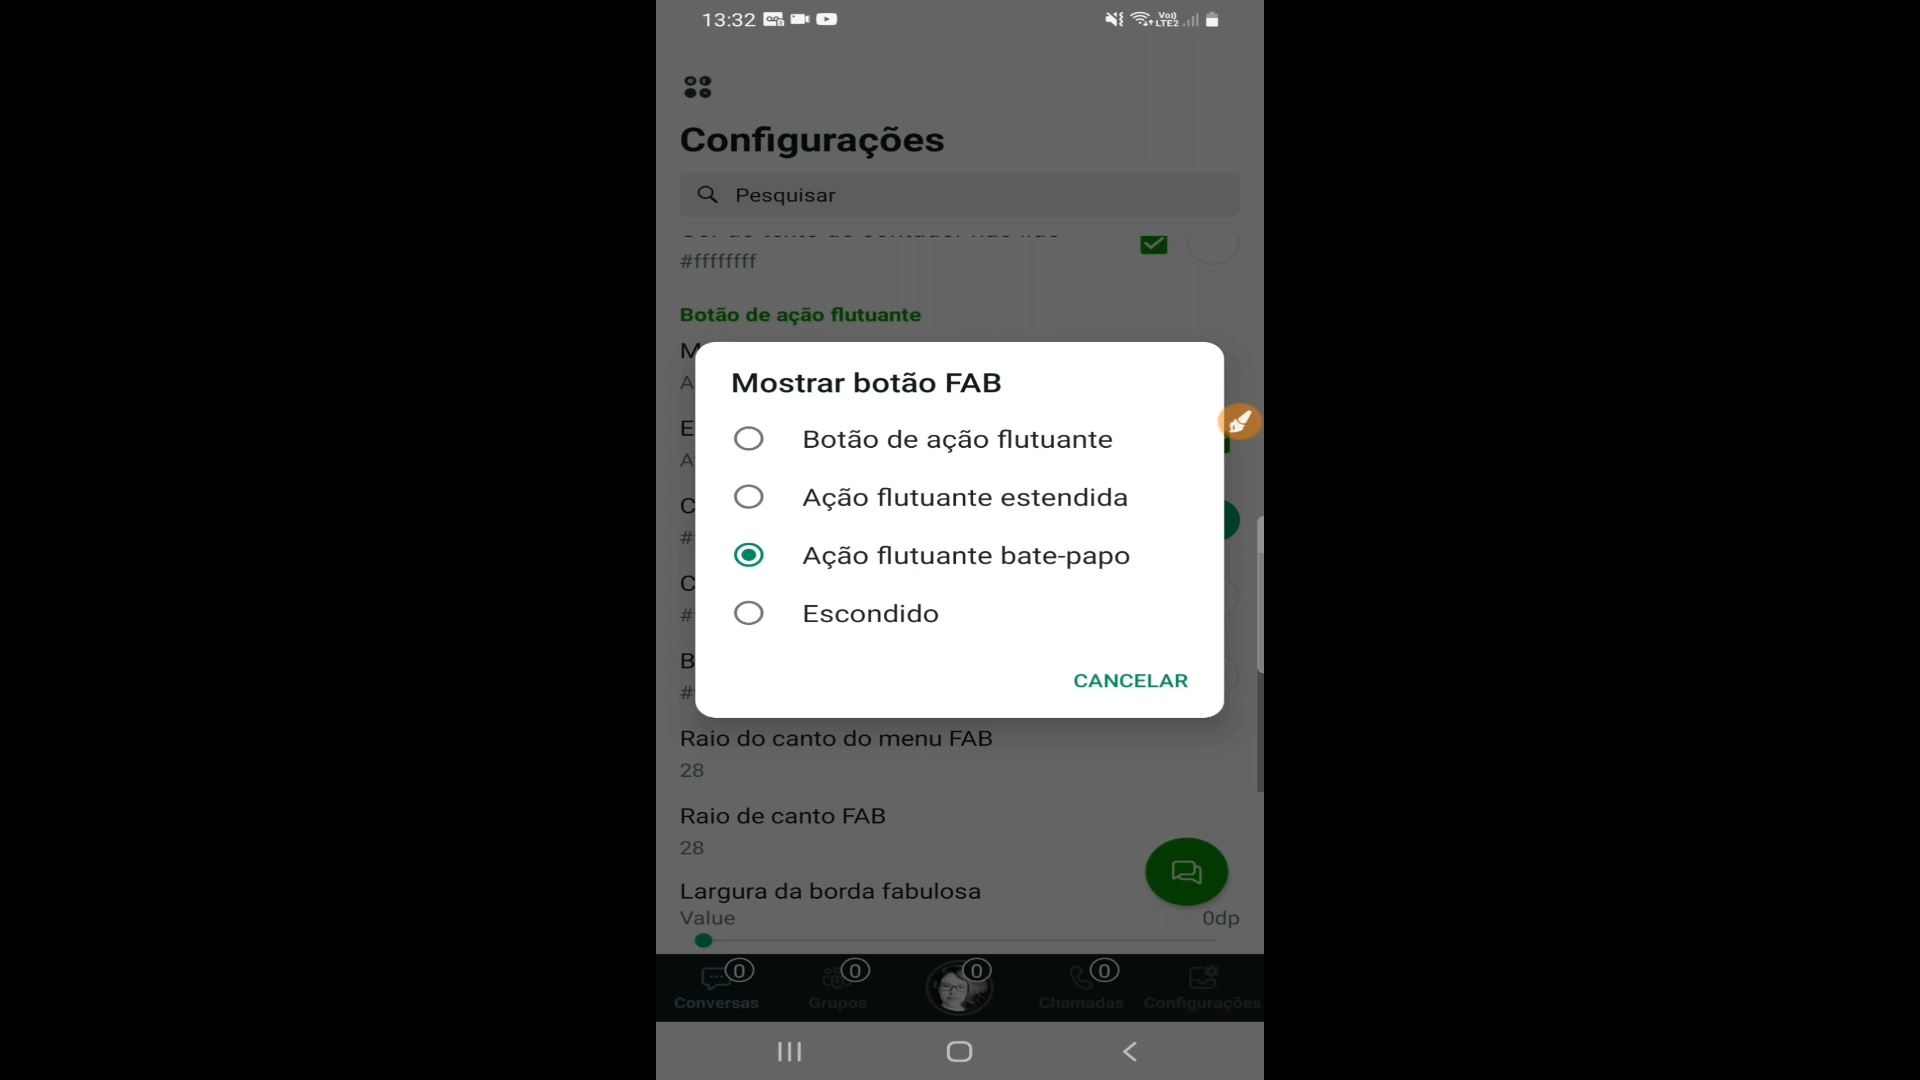 13:32
Vo))
LTE2
Configurações
Pesquisar
#ffffffff
Botão de ação flutuante
Mostrar botão FAB
Botão de ação flutuante
Ação flutuante estendida
Ação flutuante bate-papo
Escondido
CANCELAR
Raio do canto do menu FAB
28
Raio de canto FAB
28
Largura da borda fabulosa
Value 0dp
0 0 0 0
Conversas Grupos Chamadas Configurações